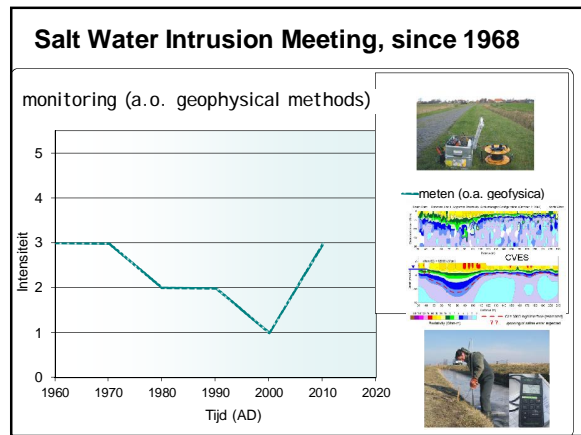 Salt Water Intrusion Meeting, since 1968
monitoring (a.o. geophysical methods)
5
4
3
2
1
0
Intensiteit
1960 1970 1980 1990 2000 2010 2020
Tijd (AD)
meten (o.a. geofysica)
CVES